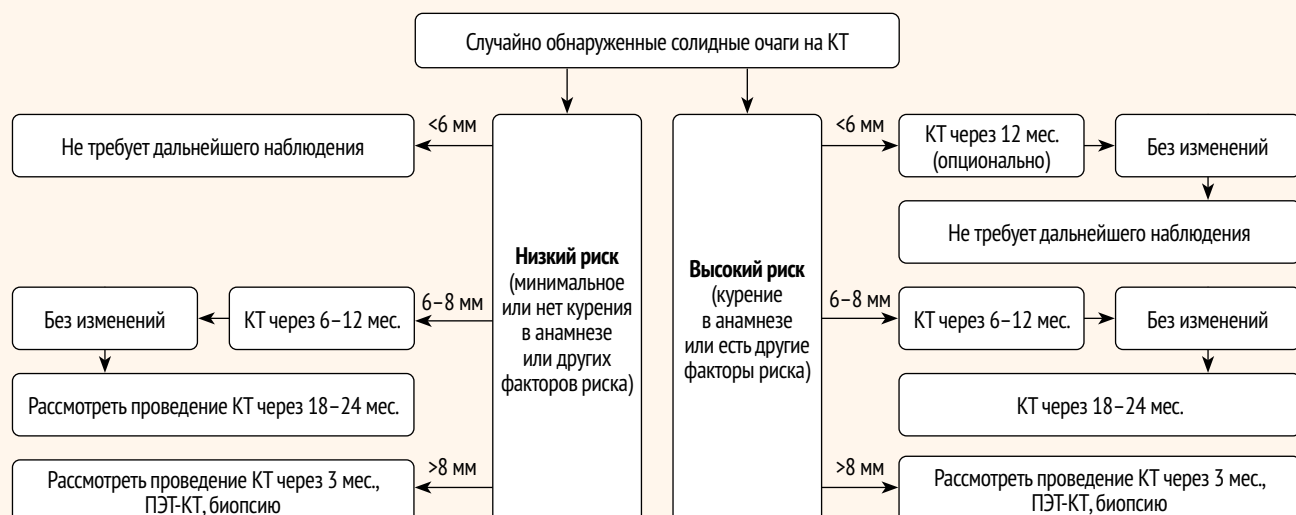 Случайно обнаруженные солидные очаги на КТ
<6 мм
Не требует дальнейшего наблюдения
Низкий риск
(минимальное
или нет курения
в анамнезе
или других
факторов риска)
6–8 мм
КТ через 6–12 мес.
Без изменений
Рассмотреть проведение КТ через 18–24 мес.
>8 мм
Рассмотреть проведение КТ через 3 мес.,
ПЭТ-КТ, биопсию
Высокий риск
(курение
в анамнезе
или есть другие
факторы риска)
<6 мм
КТ через 12 мес.
(опционально)
Без изменений
Не требует дальнейшего наблюдения
6–8 мм
КТ через 6–12 мес.
Без изменений
КТ через 18–24 мес.
>8 мм
Рассмотреть проведение КТ через 3 мес.,
ПЭТ-КТ, биопсию